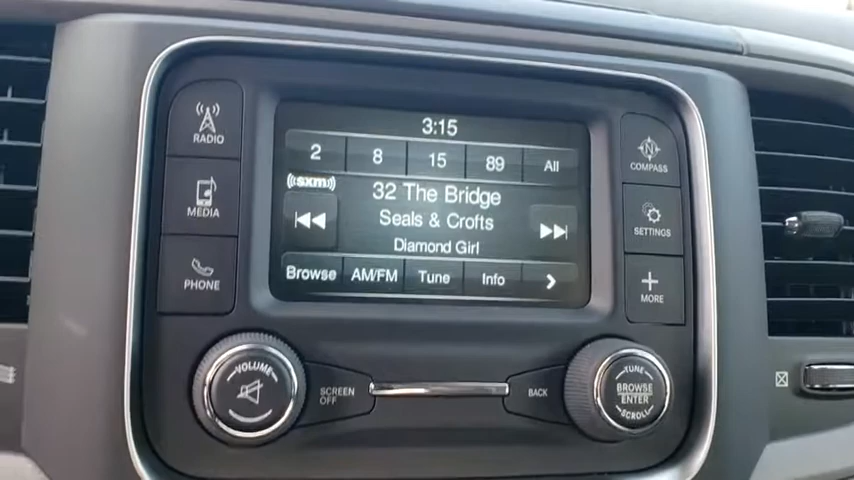 3:15
2 8 15 89 All
((sxm))
32 The Bridge
Seals & Crofts
Diamond Girl
Browse AM/FM Tune Info >
RADIO
MEDIA
PHONE
N
COMPASS
SETTINGS
+
MORE
VOLUME
SCREEN
OFF
BACK
TUNE
BROWSE
ENTER
SCROLL